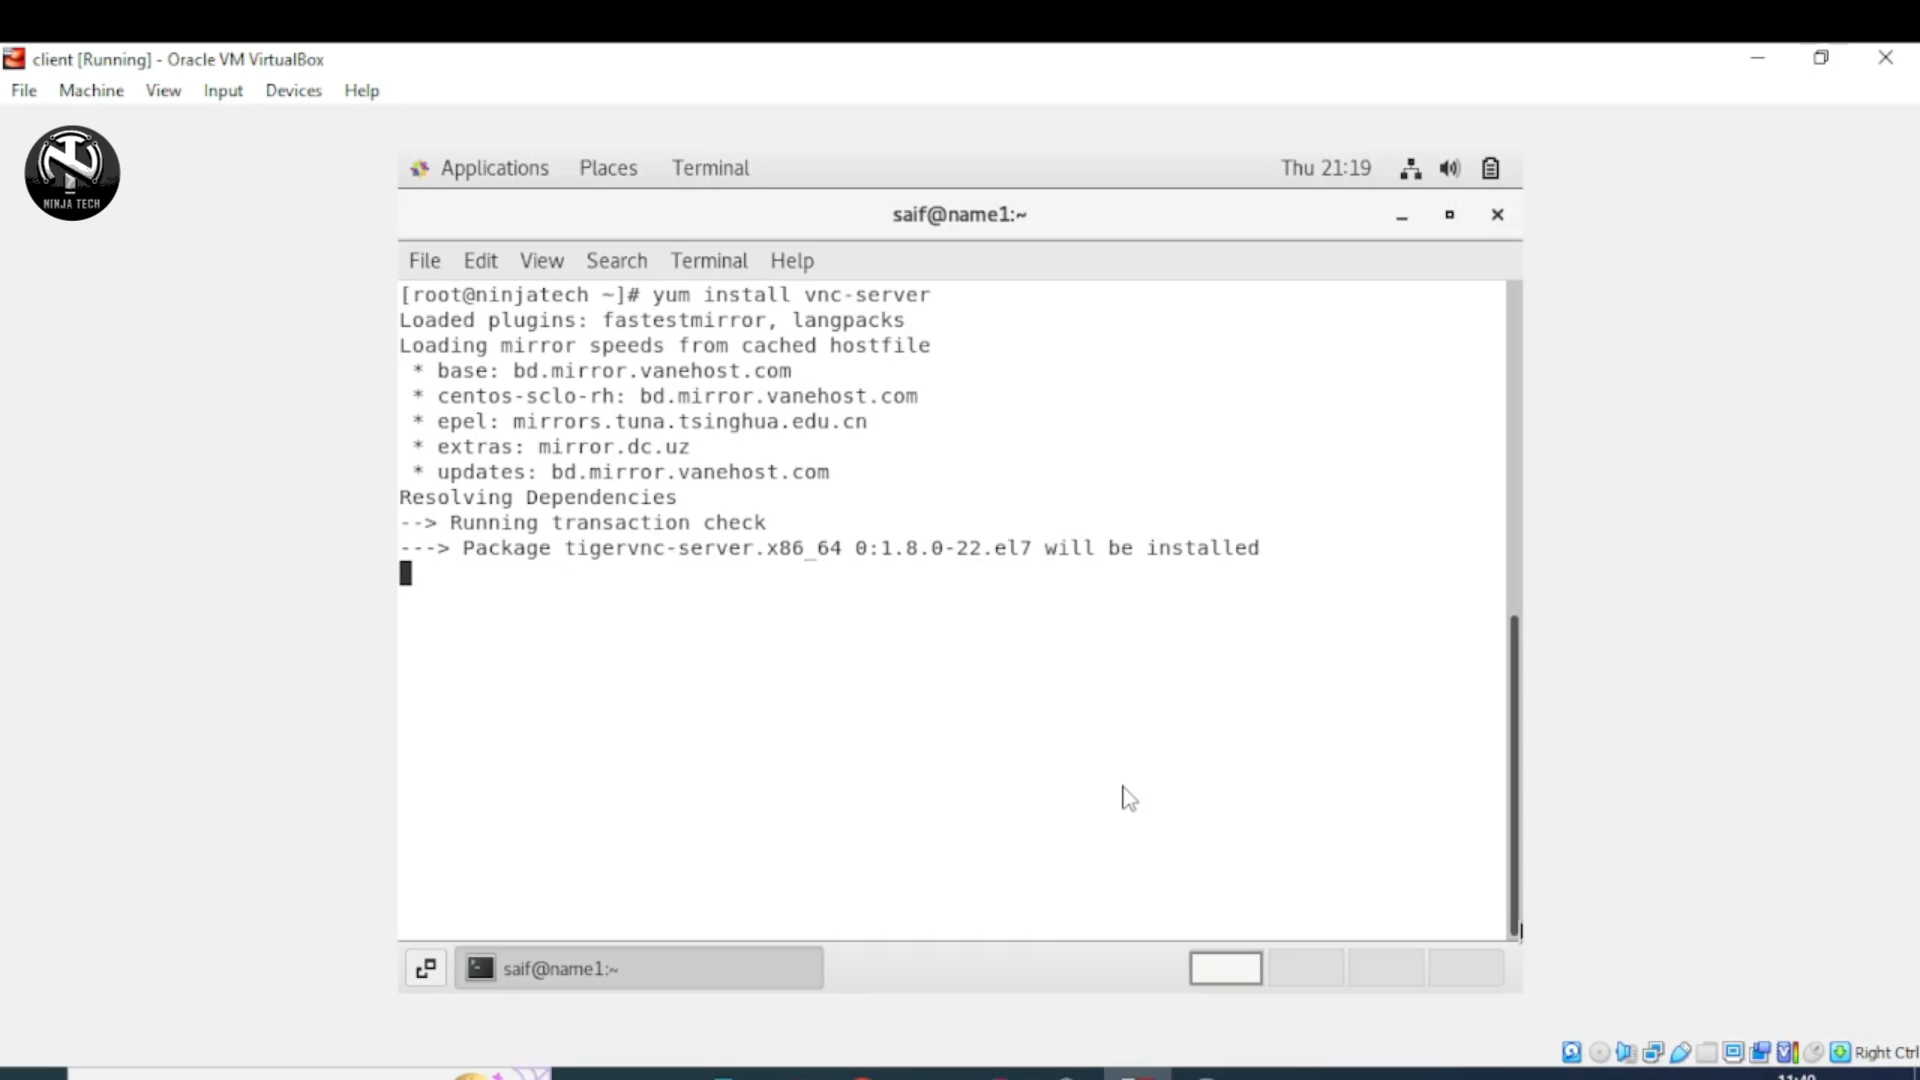 client [Running] - Oracle VM VirtualBox
File Machine View Input Devices Help
NINJA TECH
Applications Places Terminal Thu 21:19
saif@name1:~
File Edit View Search Terminal Help
[root@ninjatech ~]# yum install vnc-server
Loaded plugins: fastestmirror, langpacks
Loading mirror speeds from cached hostfile
* base: bd.mirror.vanehost.com
* centos-sclo-rh: bd.mirror.vanehost.com
* epel: mirrors.tuna.tsinghua.edu.cn
* extras: mirror.dc.uz
* updates: bd.mirror.vanehost.com
Resolving Dependencies
--> Running transaction check
---> Package tigervnc-server.x86_64 0:1.8.0-22.el7 will be installed
saif@name1:~
Right Ctrl